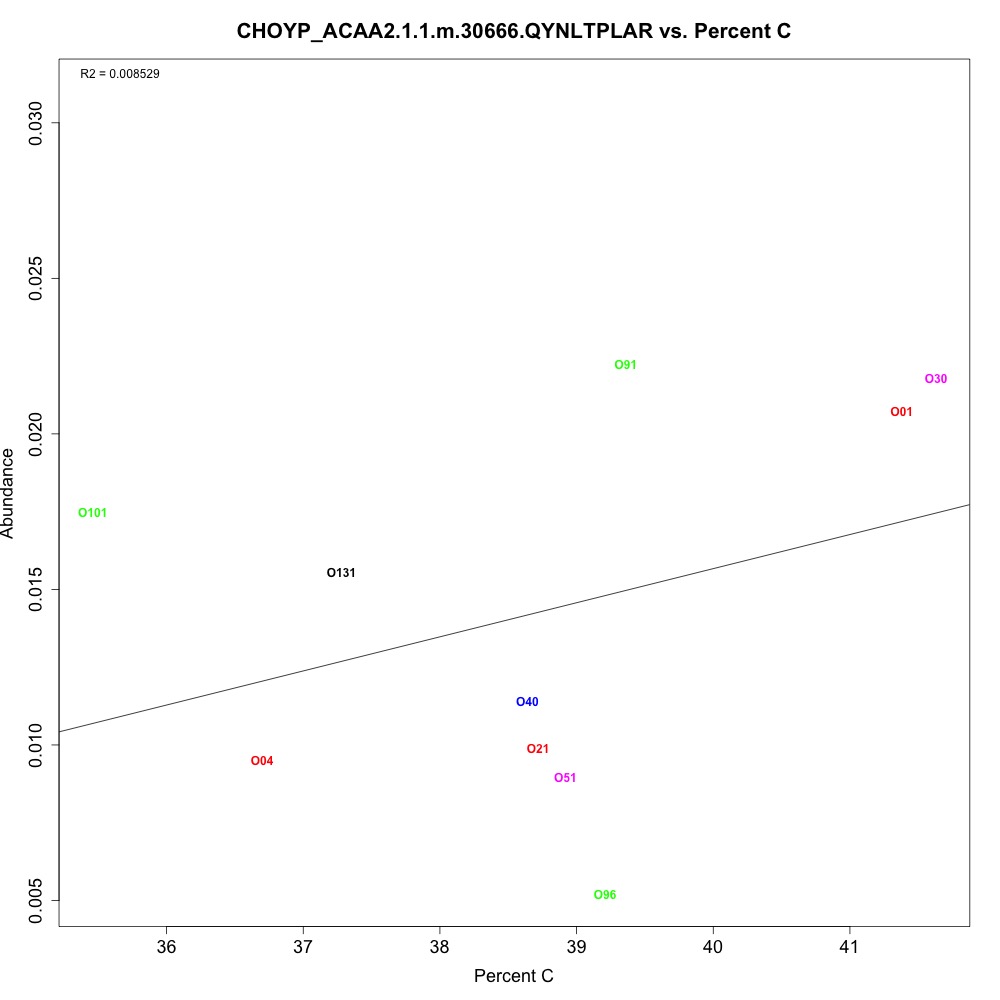 CHOYP_ACAA2.1.1.m.30666.QYNLTPLAR vs. Percent C
R2 = 0.008529
0.030
0.025
0.020
0.015
0.010
0.005
Abundance
O91
O30
O01
O101
O131
O40
O21
O04
O51
O96
36 37 38 39 40 41
Percent C